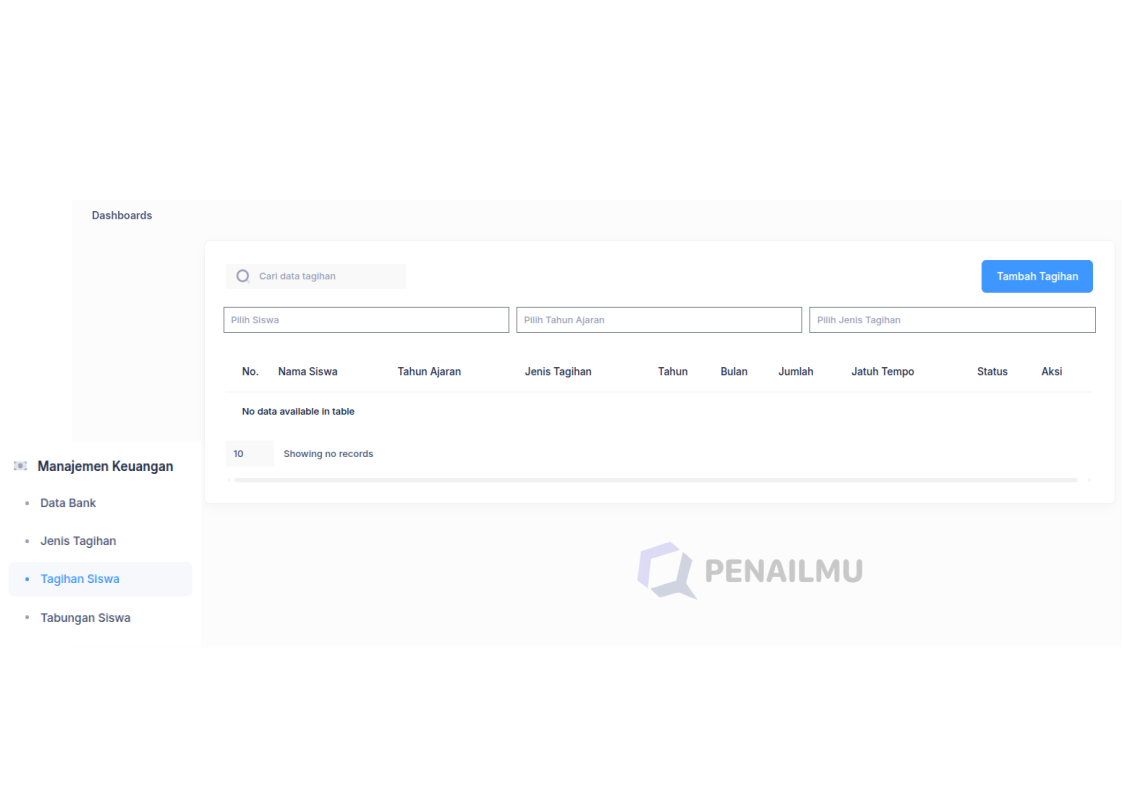 Dashboards
Cari data tagihan
Tambah Tagihan
Pilih Siswa
Pilih Tahun Ajaran
Pilih Jenis Tagihan
No. Nama Siswa Tahun Ajaran Jenis Tagihan Tahun Bulan Jumlah Jatuh Tempo Status Aksi
No data available in table
10 Showing no records
Manajemen Keuangan
Data Bank
Jenis Tagihan
Tagihan Siswa
Tabungan Siswa
PENAILMU